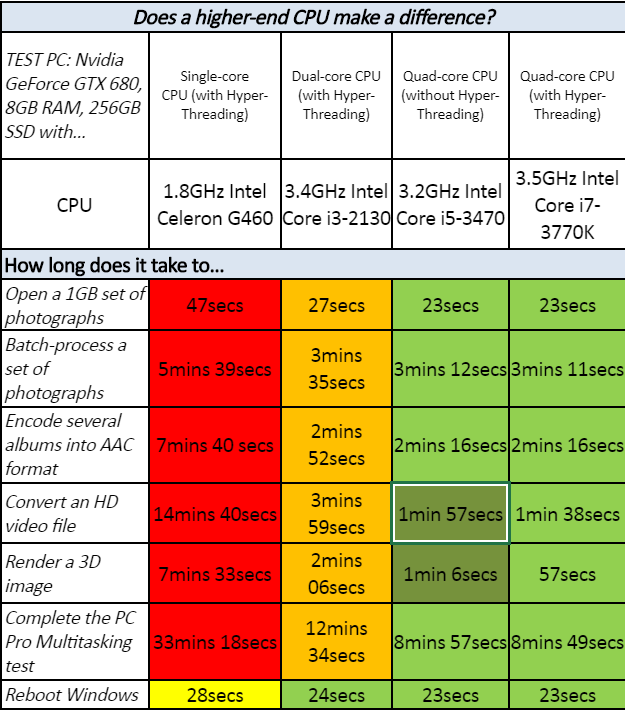 Does a higher-end CPU make a difference?
TEST PC: Nvidia
GeForce GTX 680,
8GB RAM, 256GB
SSD with...
Single-core
CPU (with Hyper-
Threading)
Dual-core CPU
(with Hyper-
Threading)
Quad-core CPU
(without Hyper-
Threading)
Quad-core CPU
(with Hyper-
Threading)
CPU
1.8GHz Intel
Celeron G460
3.4GHz Intel
Core i3-2130
3.2GHz Intel
Core i5-3470
3.5GHz Intel
Core i7-
3770K
How long does it take to...
Open a 1GB set of
photographs
47secs
27secs
23secs
23secs
Batch-process a
set of
photographs
5mins 39secs
3mins
35secs
3mins 12secs
3mins 11secs
Encode several
albums into AAC
format
7mins 40 secs
2mins
52secs
2mins 16secs
2mins 16secs
Convert an HD
video file
14mins 40secs
3mins
59secs
1min 57secs
1min 38secs
Render a 3D
image
7mins 33secs
2mins
06secs
1min 6secs
57secs
Complete the PC
Pro Multitasking
test
33mins 18secs
12mins
34secs
8mins 57secs
8mins 49secs
Reboot Windows
28secs
24secs
23secs
23secs